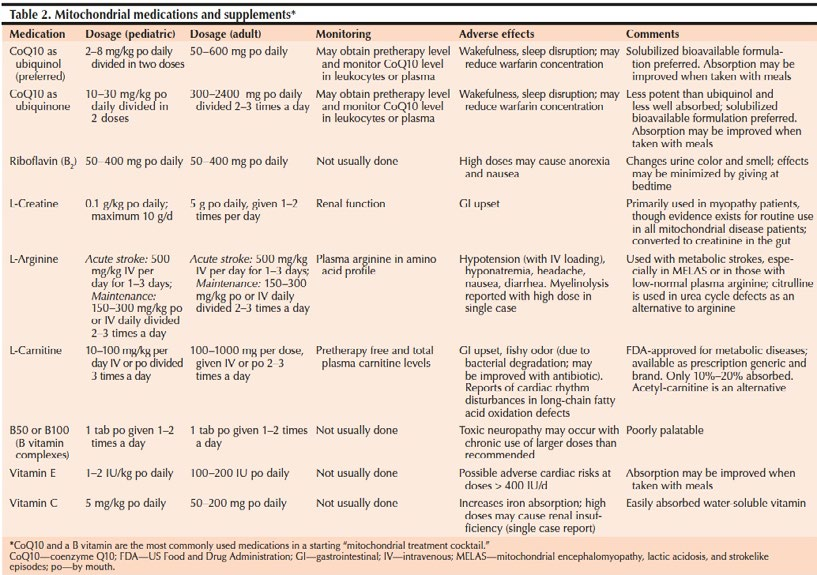 Table 2. Mitochondrial medications and supplements*
Medication Dosage (pediatric) Dosage (adult) Monitoring Adverse effects Comments
CoQ10 as 2–8 mg/kg po daily 50–600 mg po daily May obtain pretherapy level Wakefulness, sleep disruption; may Solubilized bioavailable formula-
ubiquinol divided in two doses and monitor CoQ10 level reduce warfarin concentration tion preferred. Absorption may be
(preferred) in leukocytes or plasma improved when taken with meals
CoQ10 as 10–30 mg/kg po 300–2400 mg po daily May obtain pretherapy level Wakefulness, sleep disruption; may Less potent than ubiquinol and
ubiquinone daily divided in divided 2–3 times a day and monitor CoQ10 level reduce warfarin concentration less well absorbed; solubilized
2 doses in leukocytes or plasma bioavailable formulation preferred.
Absorption may be improved when
taken with meals
Riboflavin (B2) 50–400 mg po daily 50–400 mg po daily Not usually done High doses may cause anorexia Changes urine color and smell; effects
and nausea may be minimized by giving at
bedtime
L-Creatine 0.1 g/kg po daily; 5 g po daily, given 1–2 Renal function GI upset Primarily used in myopathy patients,
maximum 10 g/d times per day though evidence exists for routine use
in all mitochondrial disease patients;
converted to creatinine in the gut
L-Arginine Acute stroke: 500 Acute stroke: 500 mg/kg Plasma arginine in amino Hypotension (with IV loading), Used with metabolic strokes, espe-
mg/kg IV per IV per day for 1–3 days; acid profile hyponatremia, headache, cially in MELAS or in those with
day for 1–3 days; Maintenance: 150–300 nausea, diarrhea. Myelinolysis low-normal plasma arginine; citrulline
Maintenance: mg/kg po or IV daily reported with high dose in is used in urea cycle defects as an
150–300 mg/kg po divided 2–3 times a day single case alternative to arginine
or IV daily divided
2–3 times a day
L-Carnitine 10–100 mg/kg per 100–1000 mg per dose, Pretherapy free and total GI upset, fishy odor (due to FDA-approved for metabolic diseases;
day IV or po divided given IV or po 2–3 plasma carnitine levels bacterial degradation; may available as prescription generic and
3 times a day times a day be improved with antibiotic). brand. Only 10%–20% absorbed.
Reports of cardiac rhythm Acetyl-carnitine is an alternative
disturbances in long-chain fatty
acid oxidation defects
B50 or B100 1 tab po given 1–2 1 tab po given 1–2 times Not usually done Toxic neuropathy may occur with Poorly palatable
(B vitamin times a day a day chronic use of larger doses than
complexes) recommended
Vitamin E 1–2 IU/kg po daily 100–200 IU po daily Not usually done Possible adverse cardiac risks at Absorption may be improved when
doses > 400 IU/d taken with meals
Vitamin C 5 mg/kg po daily 50–200 mg po daily Not usually done Increases iron absorption; high Easily absorbed water-soluble vitamin
doses may cause renal insuf-
ficiency (single case report)
*CoQ10 and a B vitamin are the most commonly used medications in a starting “mitochondrial treatment cocktail.”
CoQ10—coenzyme Q10; FDA—US Food and Drug Administration; GI—gastrointestinal; IV—intravenous; MELAS—mitochondrial encephalomyopathy, lactic acidosis, and strokelike
episodes; po—by mouth.